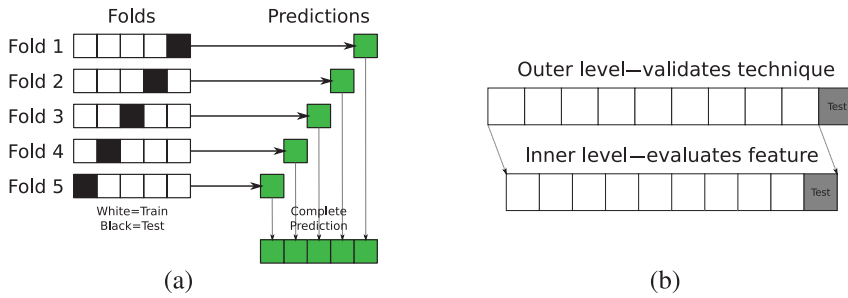 Folds
Predictions
Fold 1
Fold 2
Fold 3
Fold 4
Fold 5
White=Train
Black=Test
Complete
Prediction
(a)
Outer level—validates technique
Test
Inner level—evaluates feature
Test
(b)